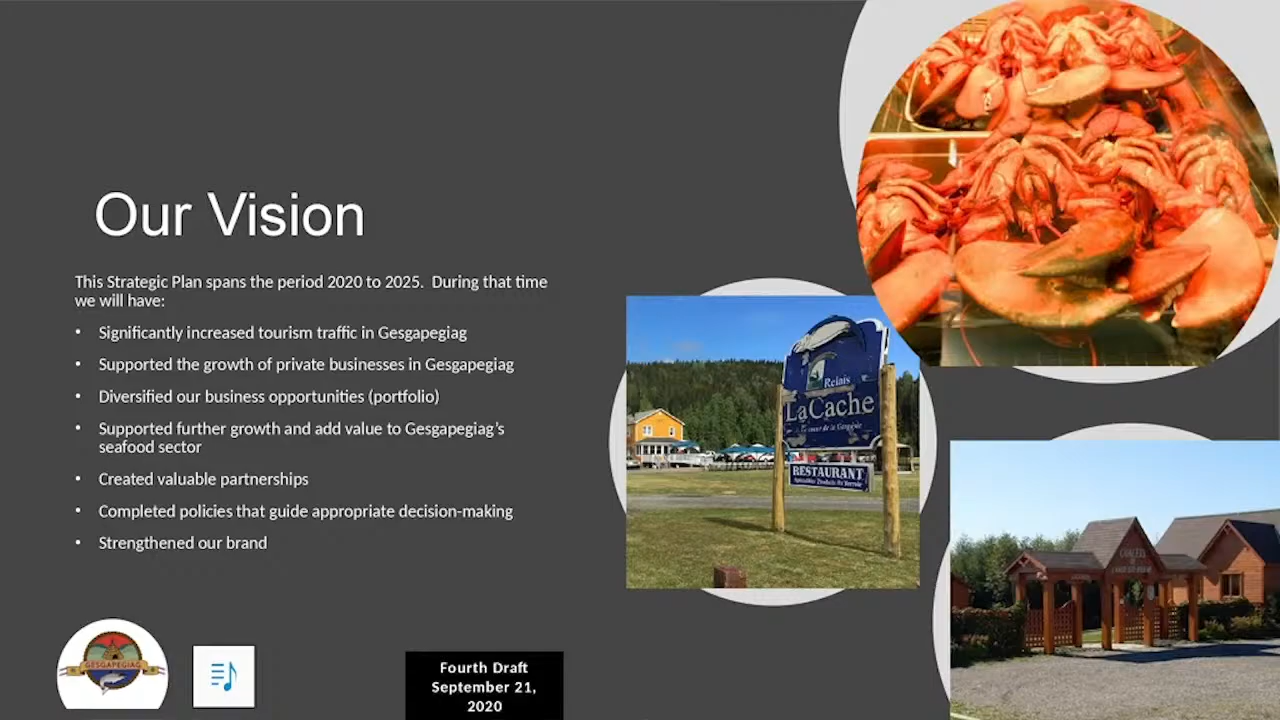 Our Vision
This Strategic Plan spans the period 2020 to 2025.  During that time
we will have:
• Significantly increased tourism traffic in Gesgapegiag
• Supported the growth of private businesses in Gesgapegiag
• Diversified our business opportunities (portfolio)
• Supported further growth and add value to Gesgapegiag’s
seafood sector
• Created valuable partnerships
• Completed policies that guide appropriate decision-making
• Strengthened our brand
Relais
LaCache
RESTAURANT
GESGAPEGIAG
Fourth Draft
September 21,
2020